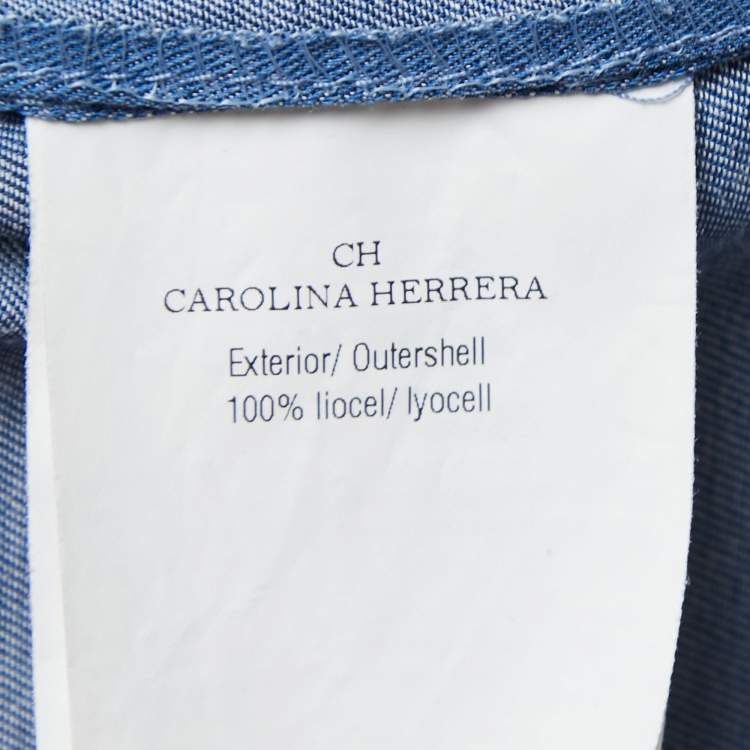 CH
CAROLINA HERRERA
Exterior/ Outershell
100% liocel/ lyocell